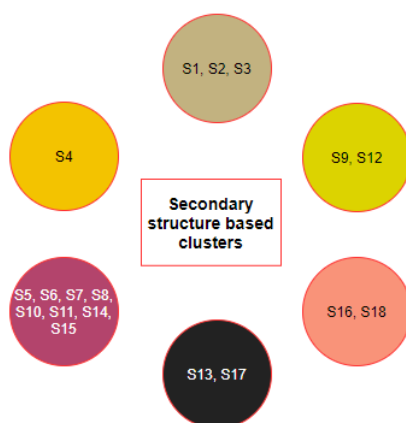 S1, S2, S3
S4
S9, S12
Secondary
structure based
clusters
S5, S6, S7, S8,
S10, S11, S14,
S15
S16, S18
S13, S17